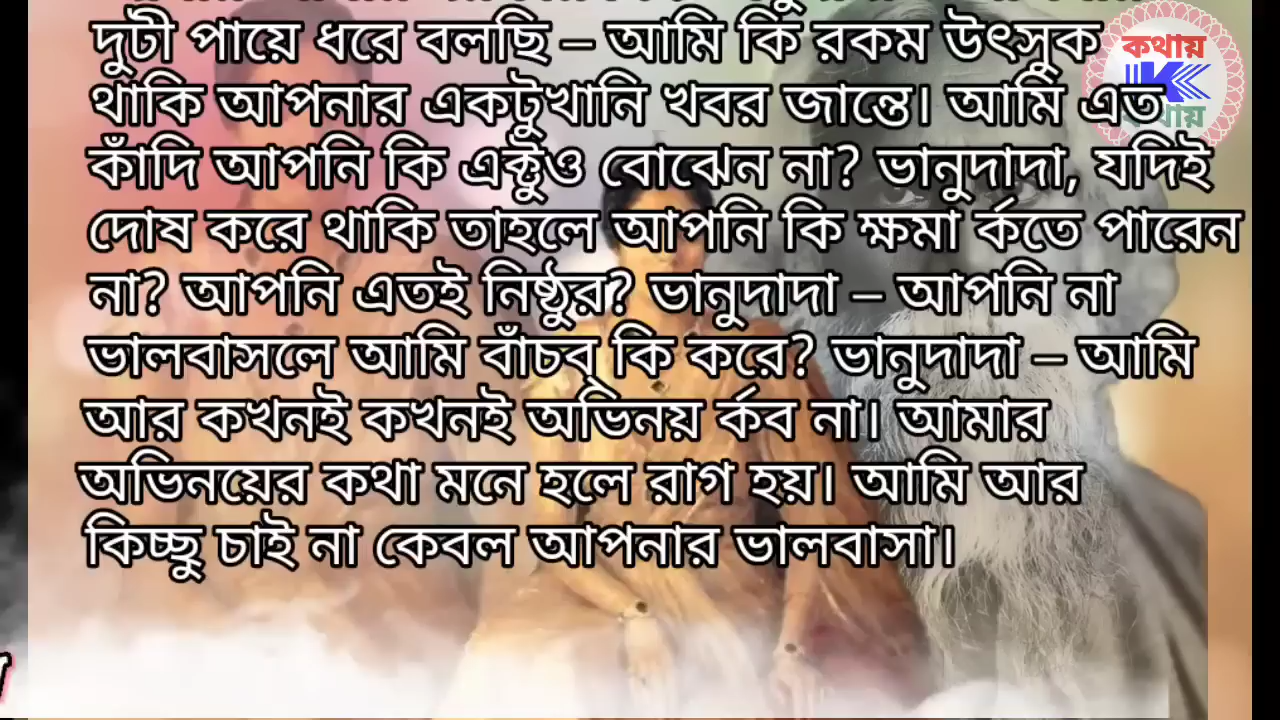 দুটী পায়ে ধরে বলছি – আমি কি রকম উৎসুক
থাকি আপনার একটুখানি খবর জান্তে। আমি এত
কাঁদি আপনি কি এক্টুও বোঝেন না? ভানুদাদা, যদিই
দোষ করে থাকি তাহলে আপনি কি ক্ষমা র্কতে পারেন
না? আপনি এতই নিষ্ঠুর? ভানুদাদা – আপনি না
ভালবাসলে আমি বাঁচব্ কি করে? ভানুদাদা – আমি
আর কখনই কখনই অভিনয় র্কব না। আমার
অভিনয়ের কথা মনে হলে রাগ হয়। আমি আর
কিচ্ছু চাই না কেবল আপনার ভালবাসা।
কথায়
K